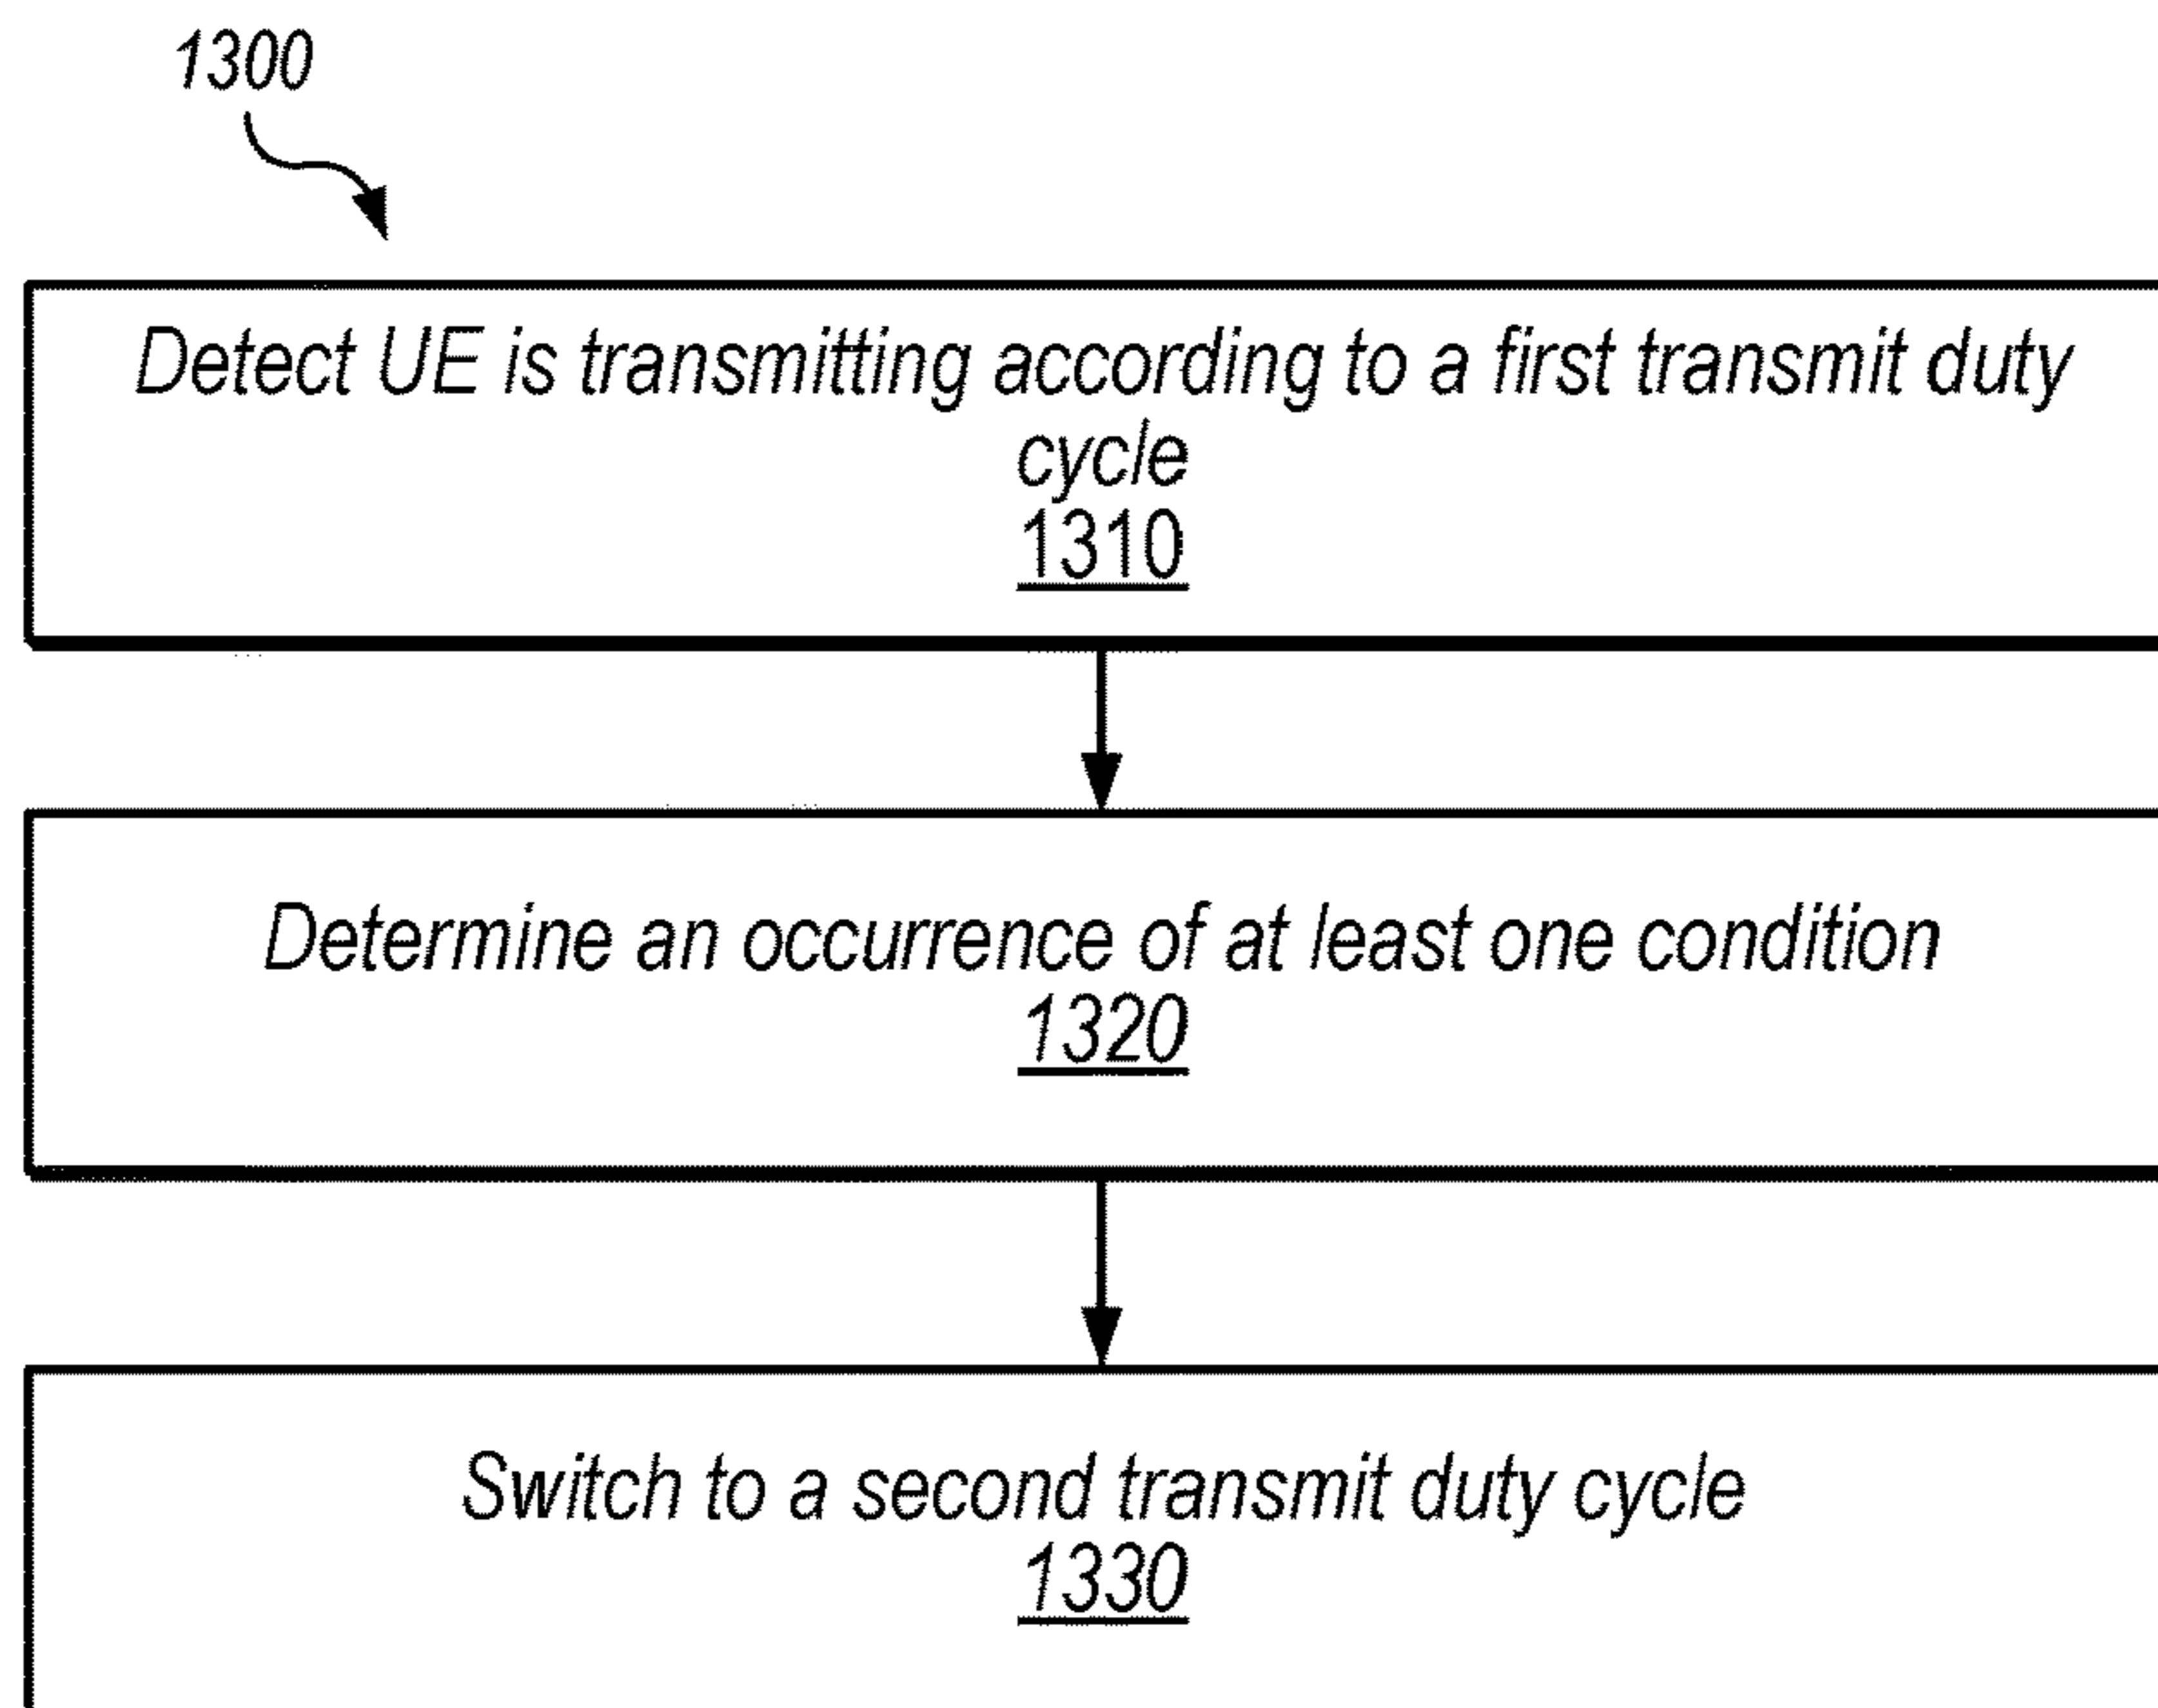 1300
Detect UE is transmitting according to a first transmit duty
cycle
1310
Determine an occurrence of at least one condition
1320
Switch to a second transmit duty cycle
1330